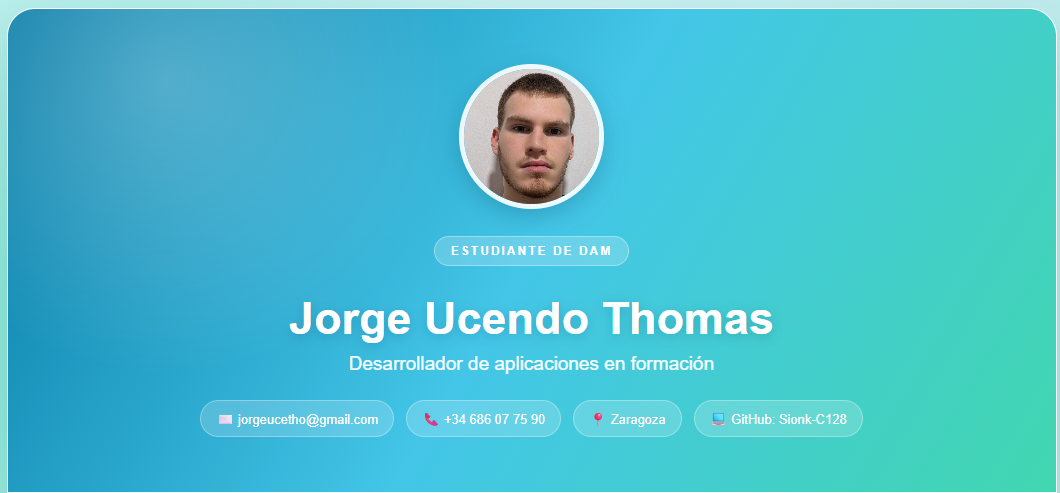 ESTUDIANTE DE DAM
Jorge Ucendo Thomas
Desarrollador de aplicaciones en formación
jorgeucetho@gmail.com
+34 686 07 75 90
Zaragoza
GitHub: Sionk-C128